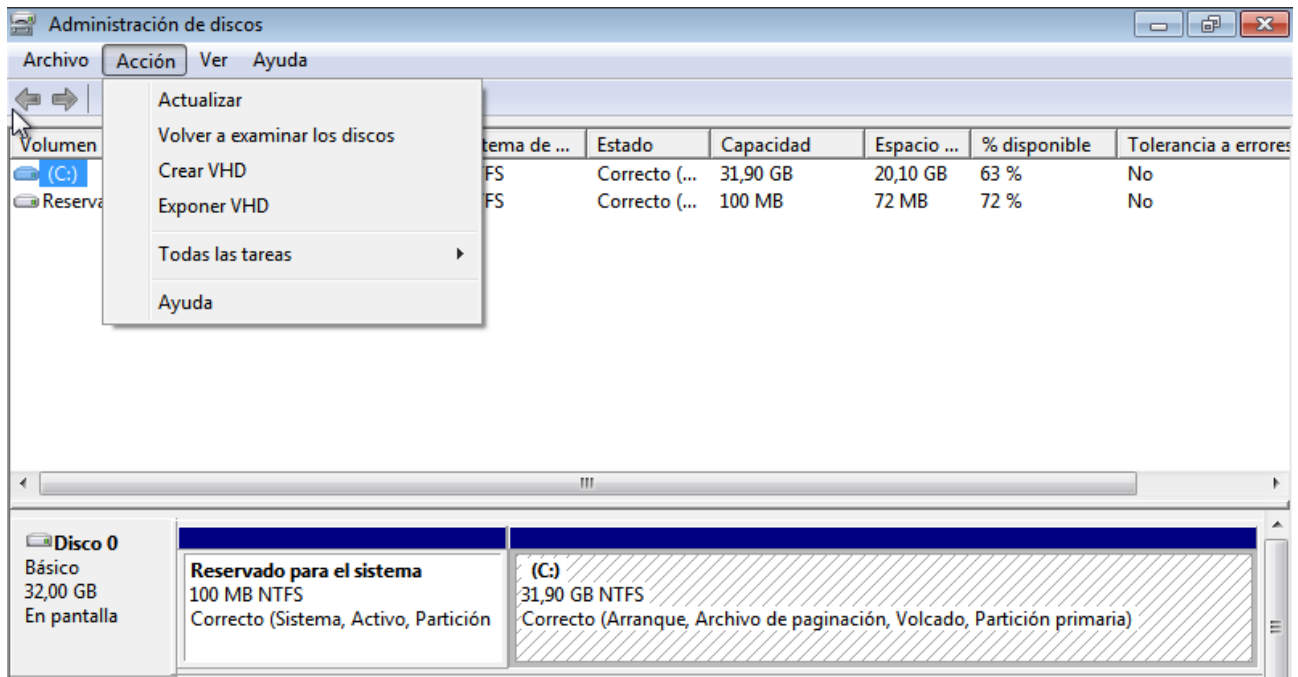 Administración de discos
Archivo Acción Ver Ayuda
Actualizar
Volver a examinar los discos
Crear VHD
Exponer VHD
Todas las tareas
Ayuda
Volumen tema de ... Estado Capacidad Espacio ... % disponible Tolerancia a errores
(C:) FS Correcto (... 31,90 GB 20,10 GB 63 % No
Reserva FS Correcto (... 100 MB 72 MB 72 % No
Disco 0
Básico
32,00 GB
En pantalla
Reservado para el sistema
100 MB NTFS
Correcto (Sistema, Activo, Partición
(C:)
31,90 GB NTFS
Correcto (Arranque, Archivo de paginación, Volcado, Partición primaria)